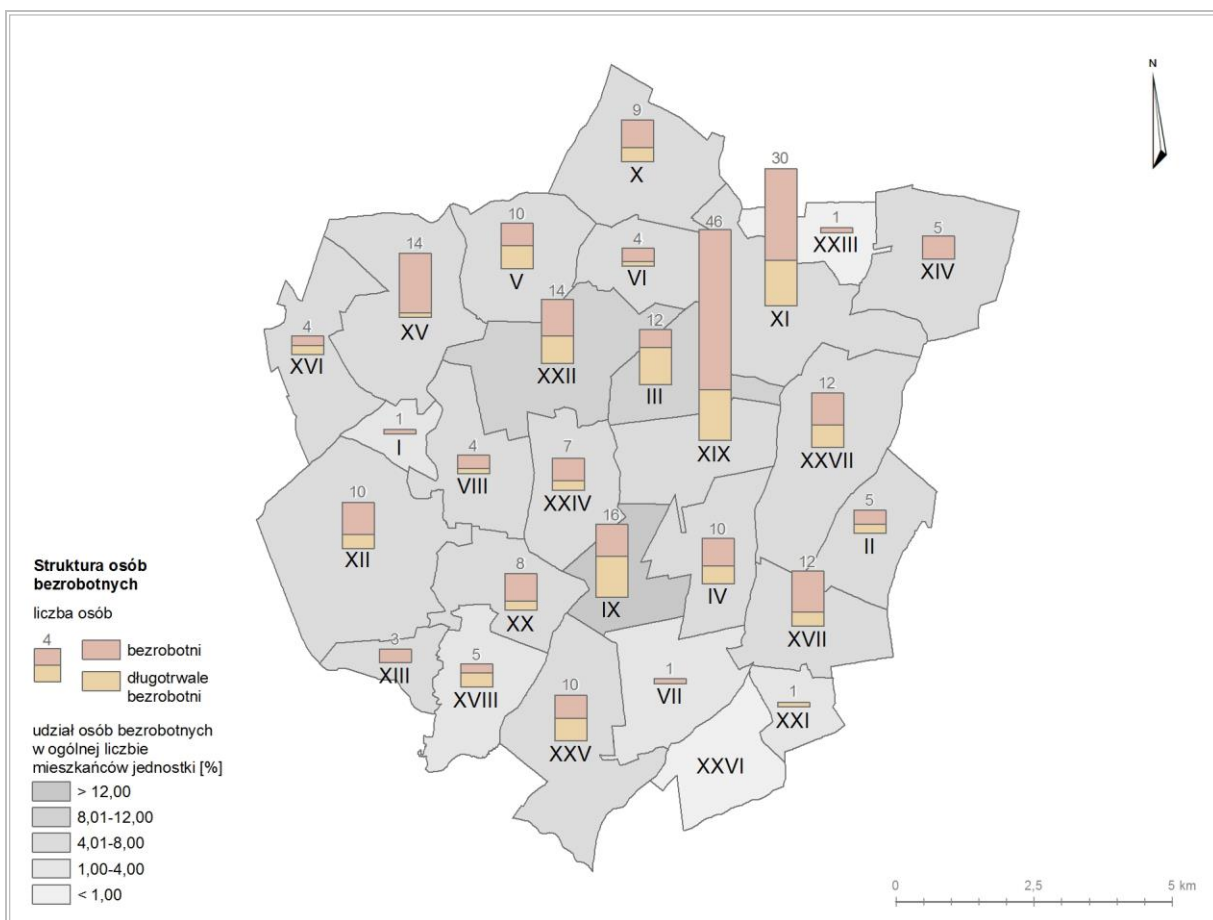 N
9
X
30
1
XXIII
5
XIV
10
V
4
VI
46
14
XV
14
XXII
12
III
XI
4
XVI
1
I
4
VIII
7
XXIV
XIX
12
XXVII
10
XII
16
IX
10
IV
5
II
8
XX
12
XVII
3
XIII
5
XVIII
10
XXV
1
VII
1
XXI
XXVI
Struktura osób
bezrobotnych
liczba osób
4
bezrobotni
długotrwale
bezrobotni
udział osób bezrobotnych
w ogólnej liczbie
mieszkańców jednostki [%]
> 12,00
8,01-12,00
4,01-8,00
1,00-4,00
< 1,00
0 2,5 5 km